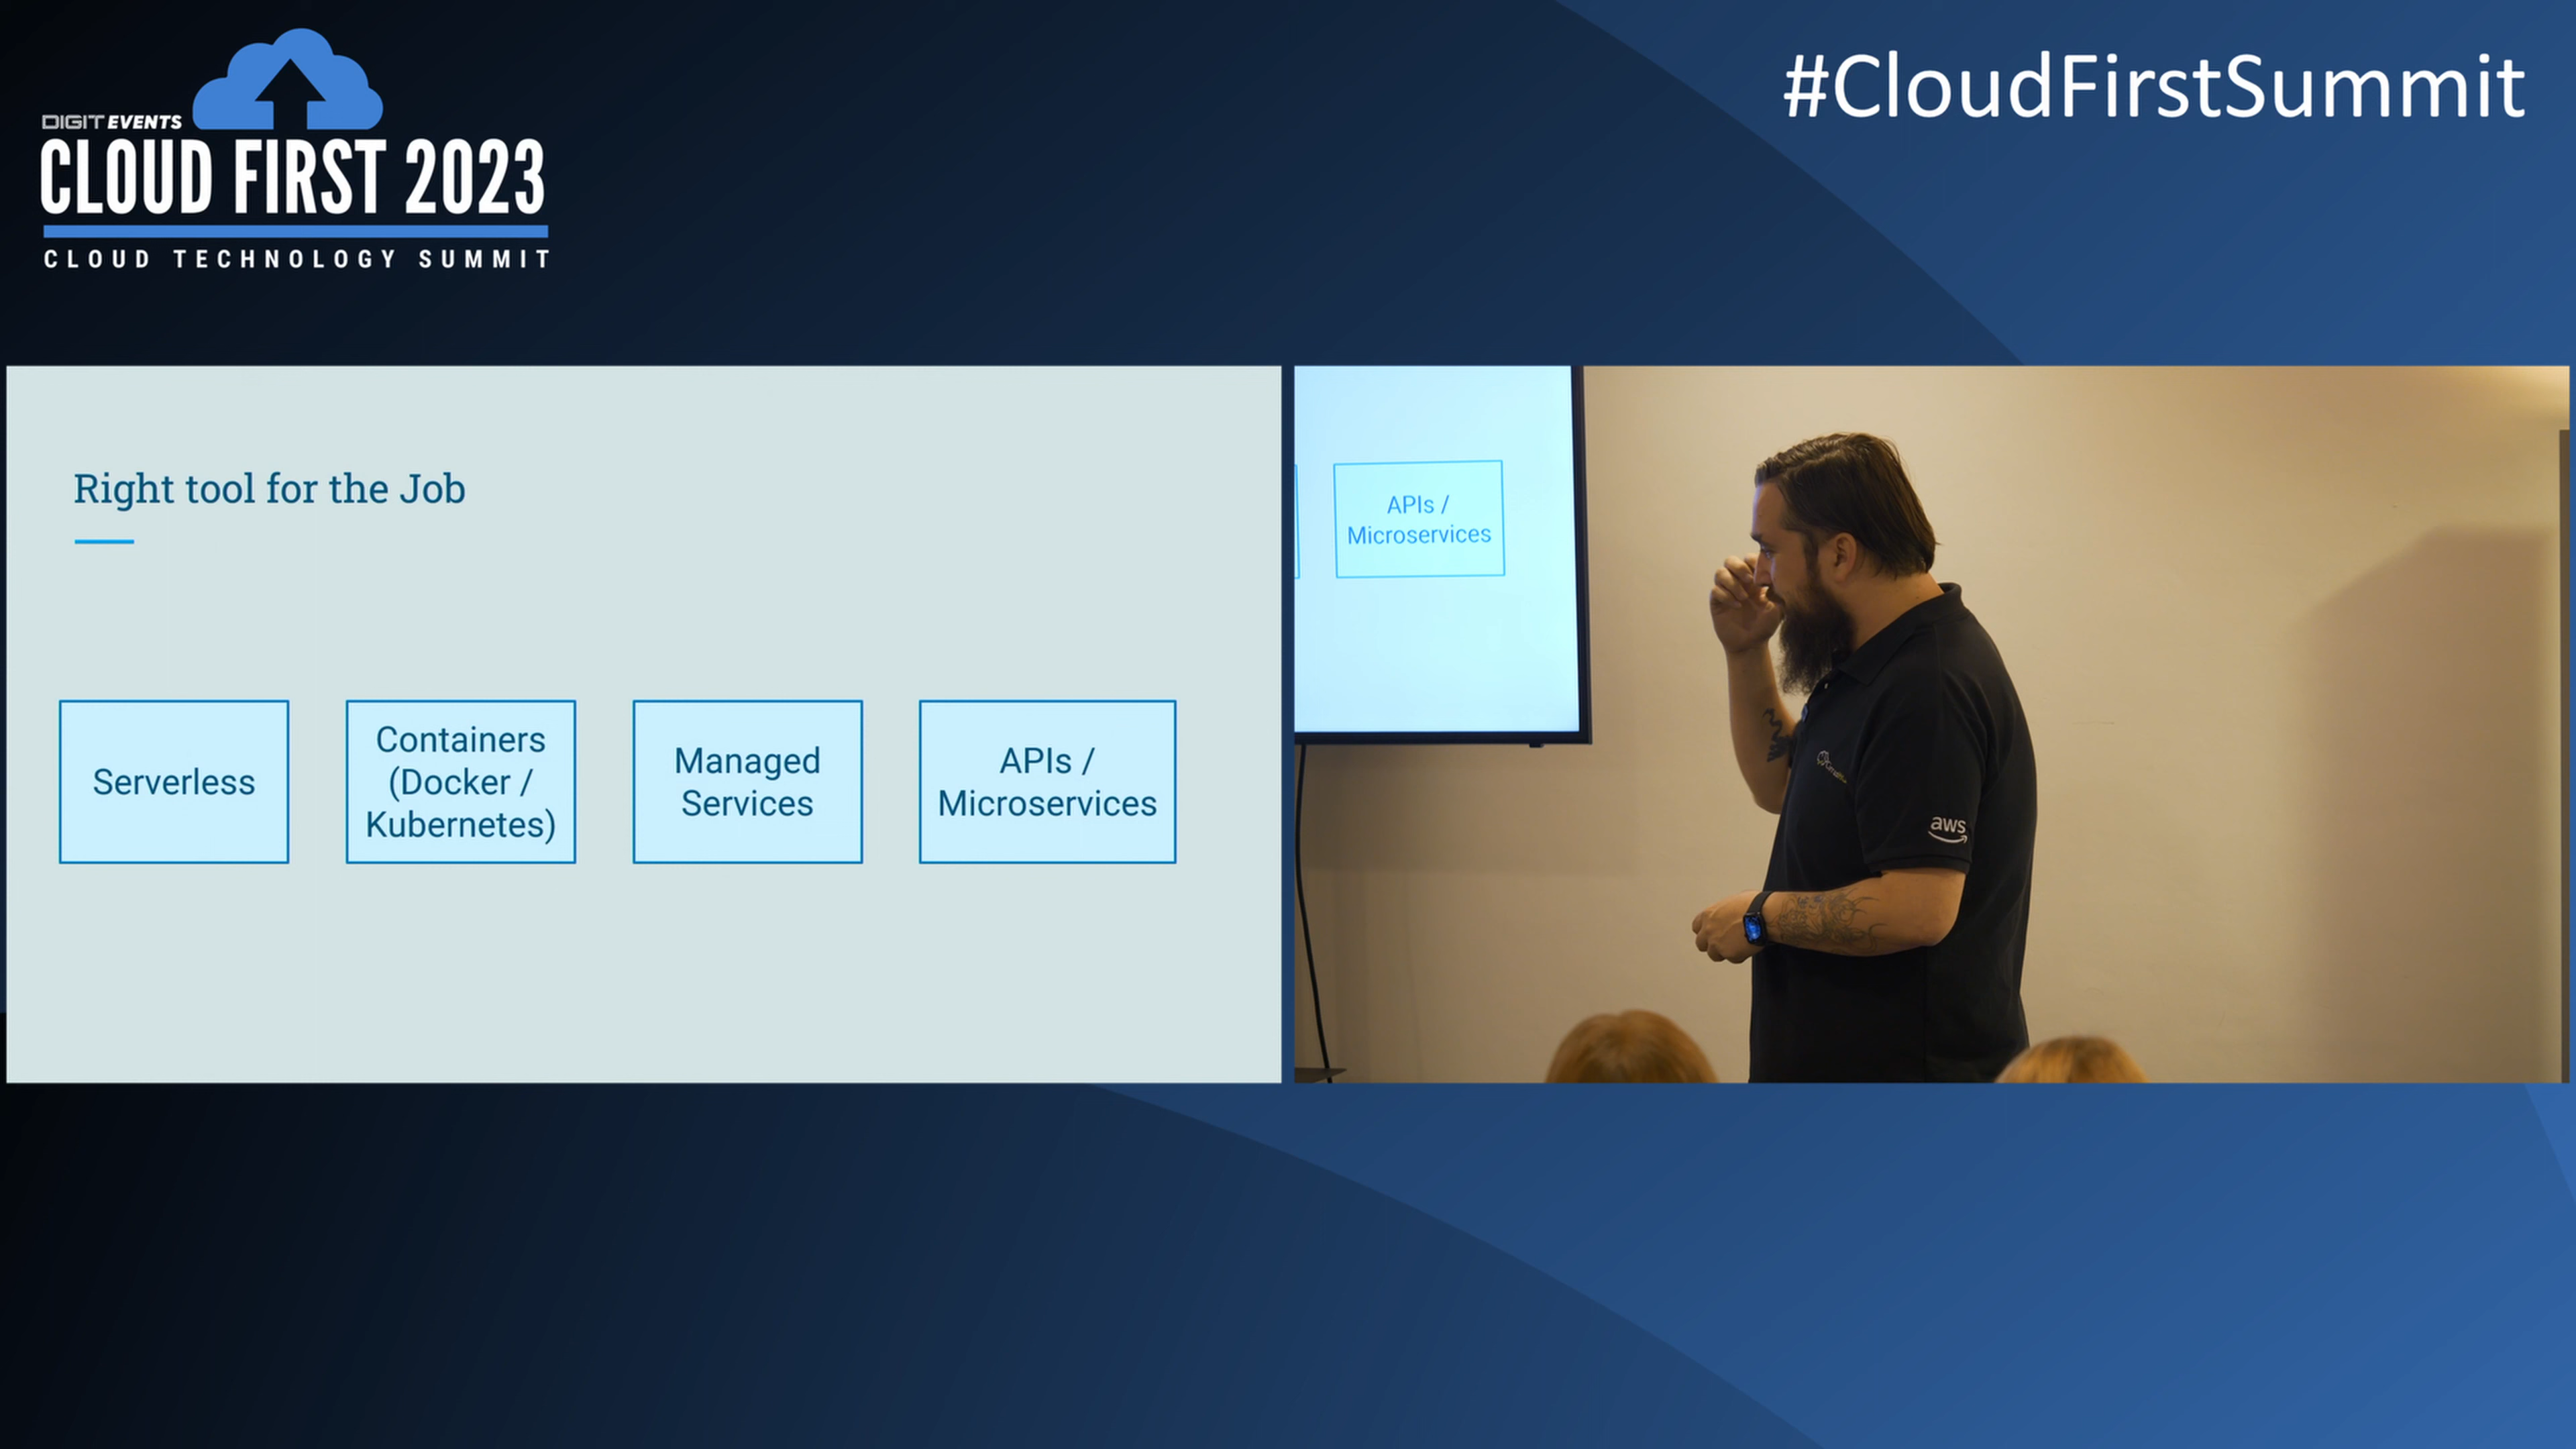 DIGIT EVENTS
CLOUD FIRST 2023
CLOUD TECHNOLOGY SUMMIT
#CloudFirstSummit
Right tool for the Job
Serverless
Containers
(Docker /
Kubernetes)
Managed
Services
APIs /
Microservices
APIs /
Microservices
aws